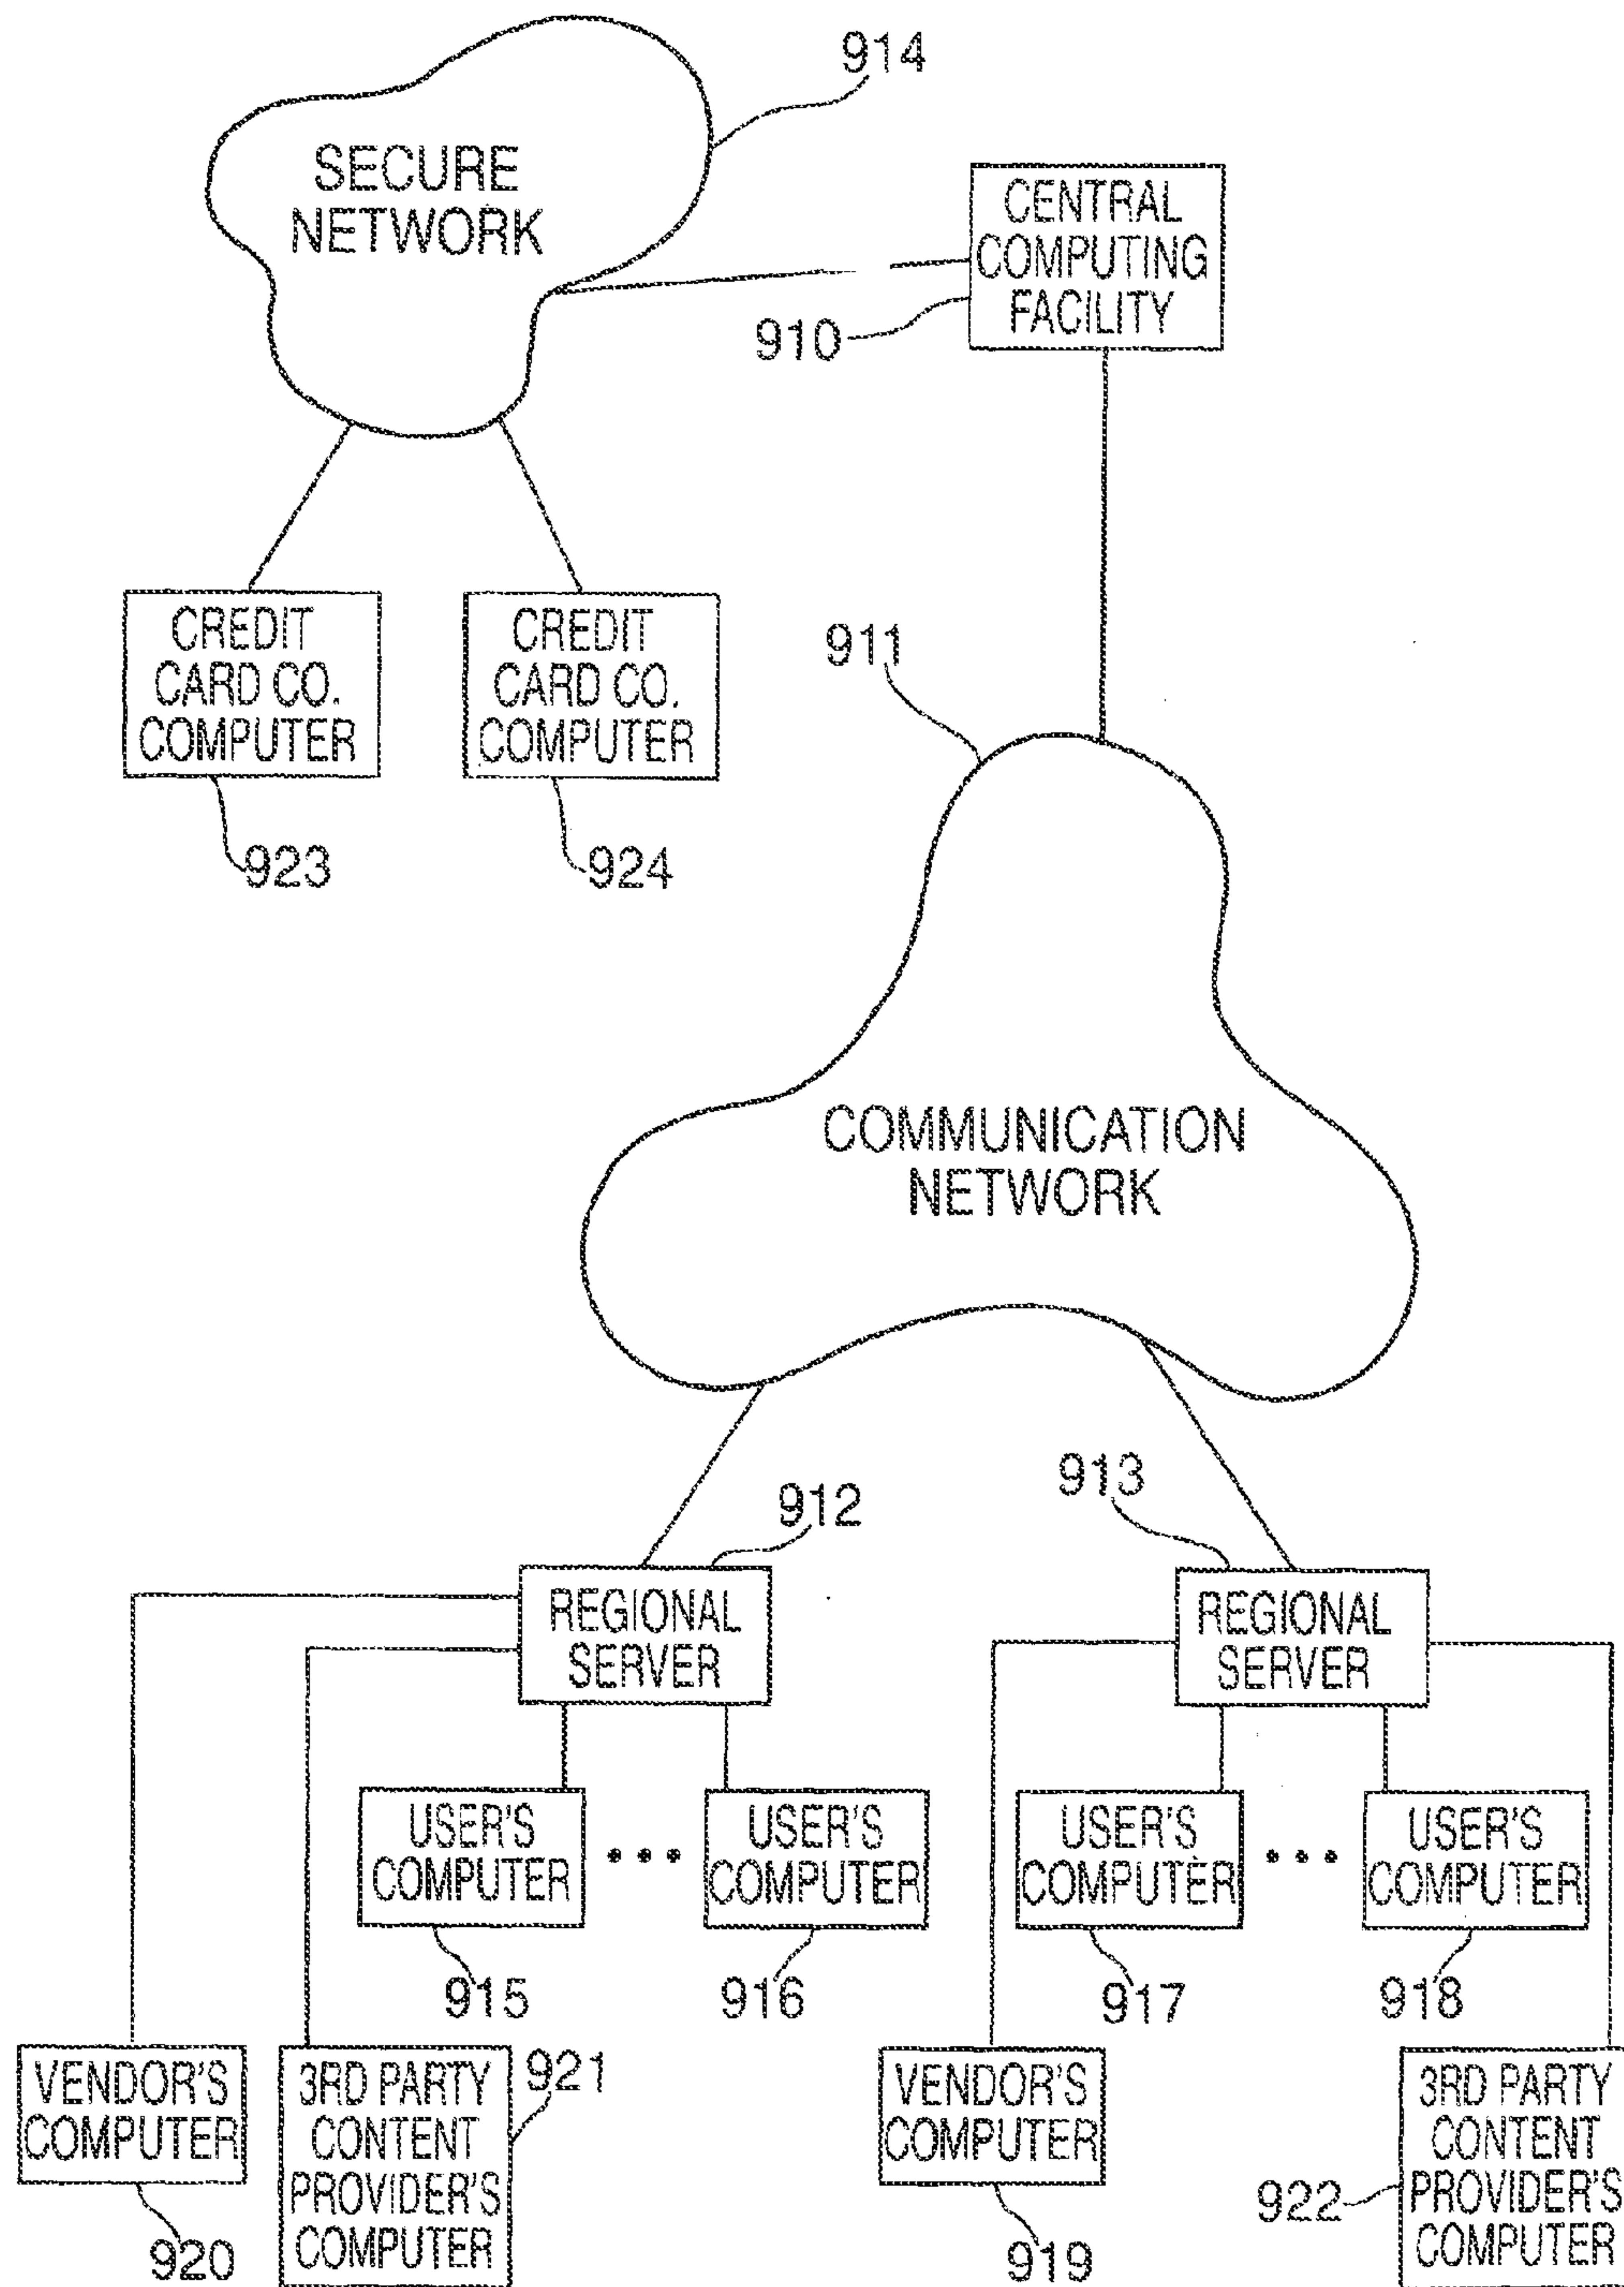 914
SECURE
NETWORK
CENTRAL
COMPUTING
FACILITY
910
CREDIT
CARD CO.
COMPUTER
CREDIT
CARD CO.
COMPUTER
911
923
924
COMMUNICATION
NETWORK
912
913
REGIONAL
SERVER
REGIONAL
SERVER
USER'S
COMPUTER
USER'S
COMPUTER
USER'S
COMPUTER
USER'S
COMPUTER
915
916
917
918
VENDOR'S
COMPUTER
3RD PARTY
CONTENT
PROVIDER'S
COMPUTER
921
VENDOR'S
COMPUTER
3RD PARTY
CONTENT
PROVIDER'S
COMPUTER
922
920
919